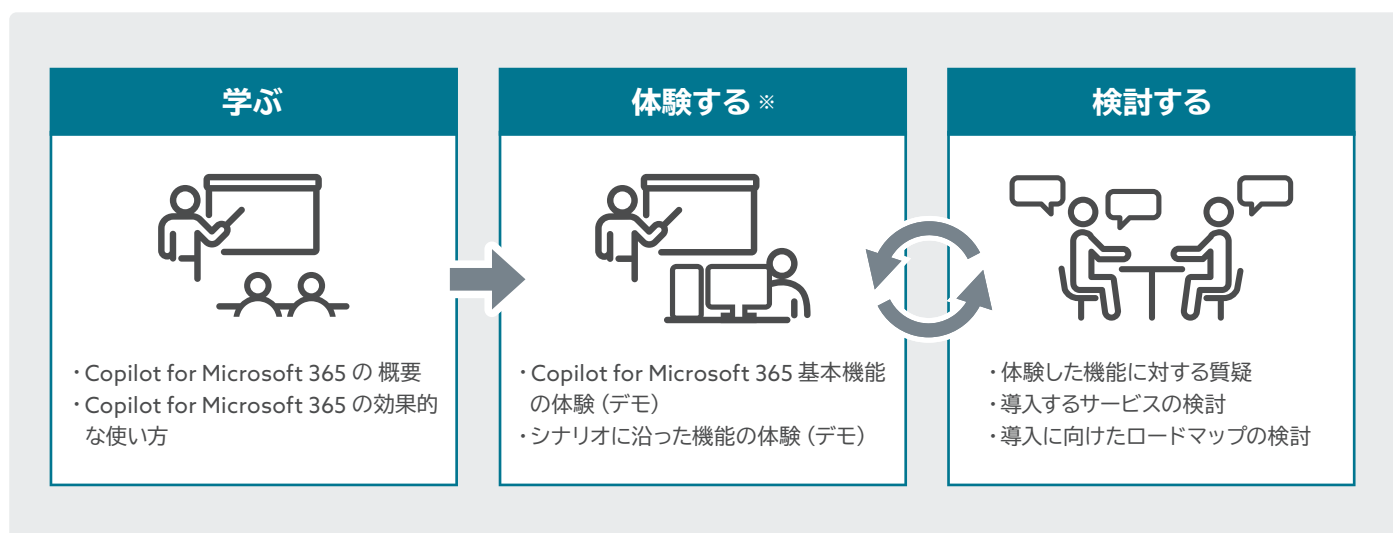 学ぶ
・Copilot for Microsoft 365 の 概要
・Copilot for Microsoft 365 の効果的
な使い方
体験する ※
・Copilot for Microsoft 365 基本機能
の体験（デモ）
・シナリオに沿った機能の体験（デモ）
検討する
・体験した機能に対する質疑
・導入するサービスの検討
・導入に向けたロードマップの検討